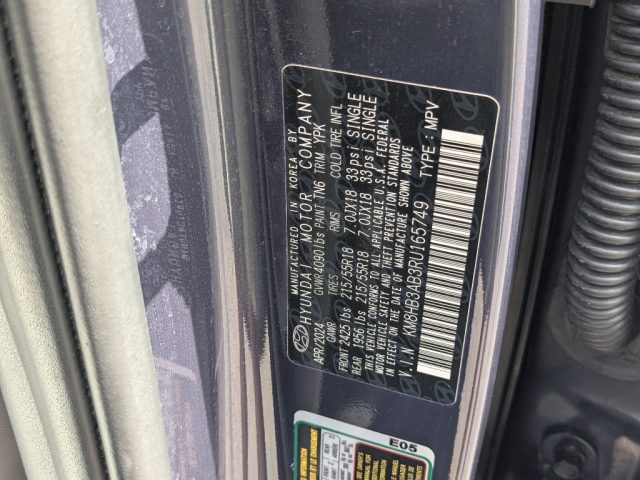 MANUFACTURED IN KOREA BY
HYUNDAI MOTOR COMPANY
APR/2024 GVWR 4090 lbs PAINT TN6 TRIM YPK
GAWR TIRES RIMS COLD TIRE INFL.
FRONT 2425 lbs 215/55R18 7.0JX18 33psi SINGLE
REAR 1956 lbs 215/55R18 7.0JX18 33psi SINGLE
THIS VEHICLE CONFORMS TO ALL APPLICABLE U.S.A. FEDERAL
MOTOR VEHICLE SAFETY AND THEFT PREVENTION STANDARDS
IN EFFECT ON THE DATE OF MANUFACTURE SHOWN ABOVE
V.I.N KM8HB3AB3RU165749 TYPE : MPV
E05